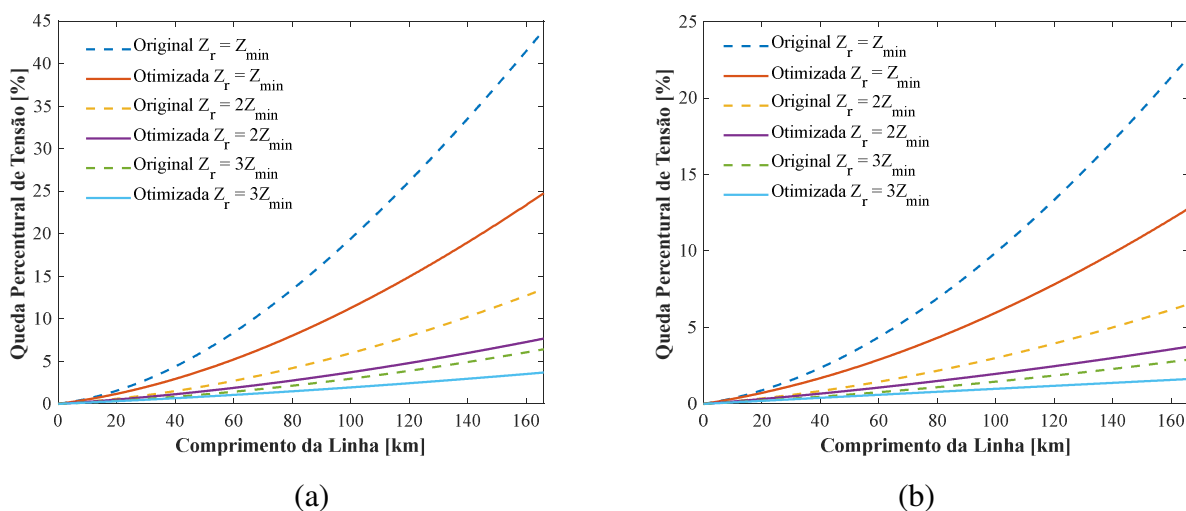 45
40
35
30
25
20
15
10
5
0
Queda Percentural de Tensão [%]
Original Z_r = Z_min
Otimizada Z_r = Z_min
Original Z_r = 2Z_min
Otimizada Z_r = 2Z_min
Original Z_r = 3Z_min
Otimizada Z_r = 3Z_min
0 20 40 60 80 100 120 140 160
Comprimento da Linha [km]
(a)
25
20
15
10
5
0
Queda Percentural de Tensão [%]
Original Z_r = Z_min
Otimizada Z_r = Z_min
Original Z_r = 2Z_min
Otimizada Z_r = 2Z_min
Original Z_r = 3Z_min
Otimizada Z_r = 3Z_min
0 20 40 60 80 100 120 140 160
Comprimento da Linha [km]
(b)